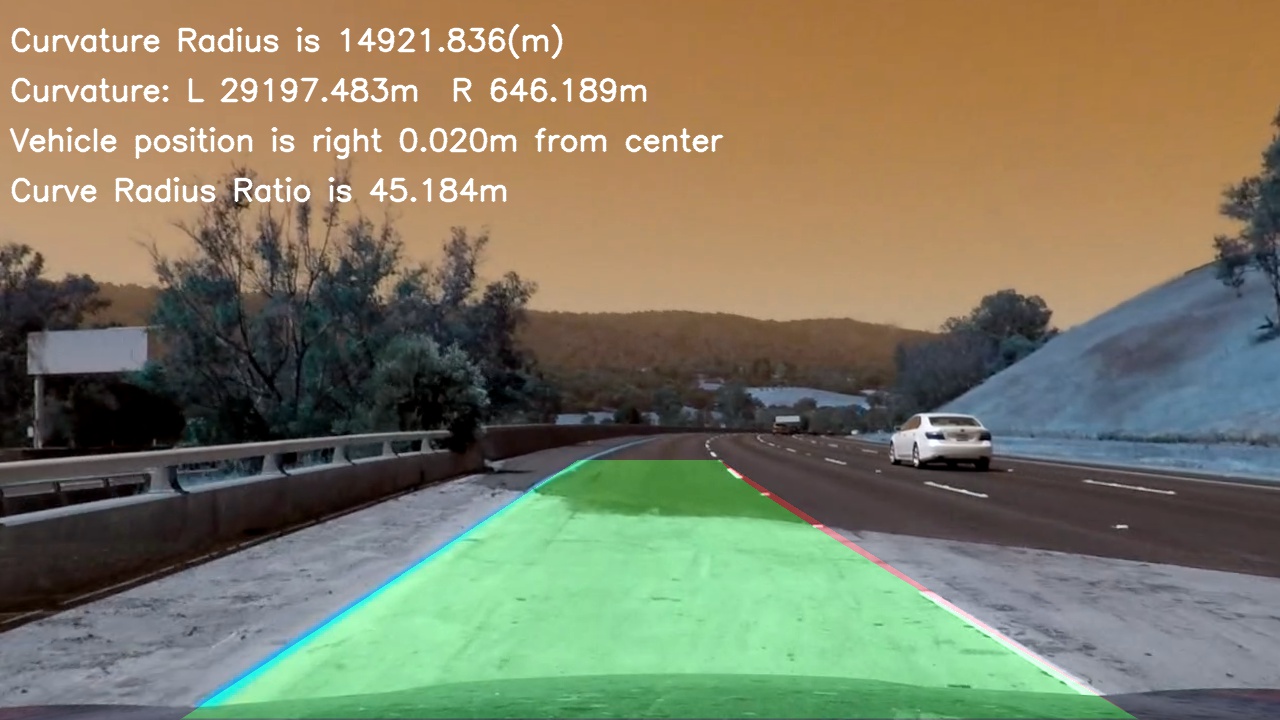 Curvature Radius is 14921.836(m)
Curvature: L 29197.483m R 646.189m
Vehicle position is right 0.020m from center
Curve Radius Ratio is 45.184m